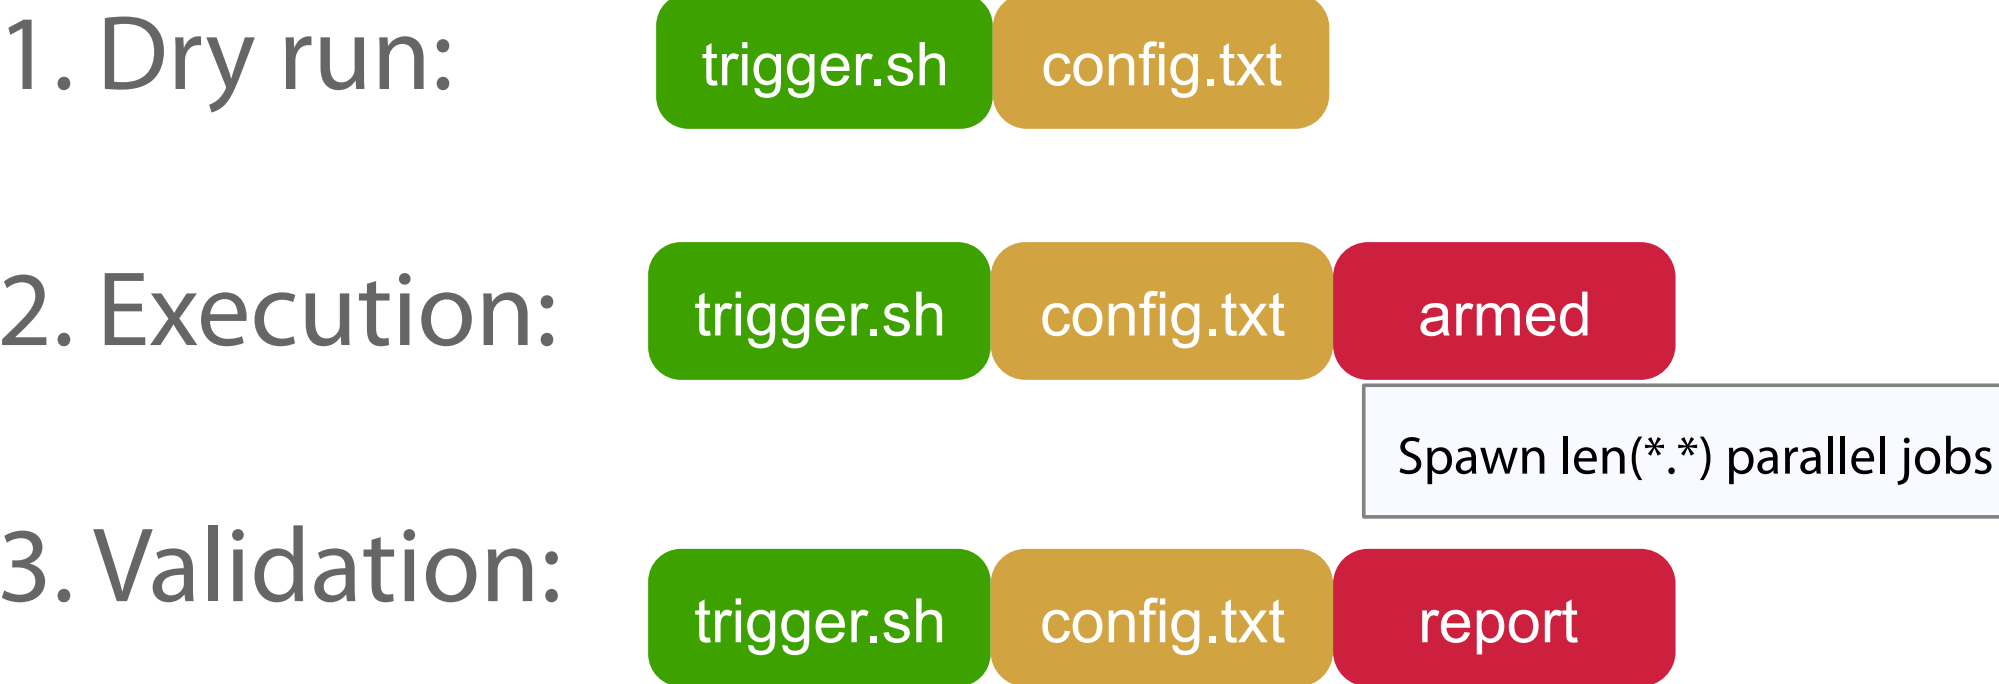 1. Dry run: trigger.sh config.txt
2. Execution: trigger.sh config.txt armed
Spawn len(*.*) parallel jobs
3. Validation: trigger.sh config.txt report